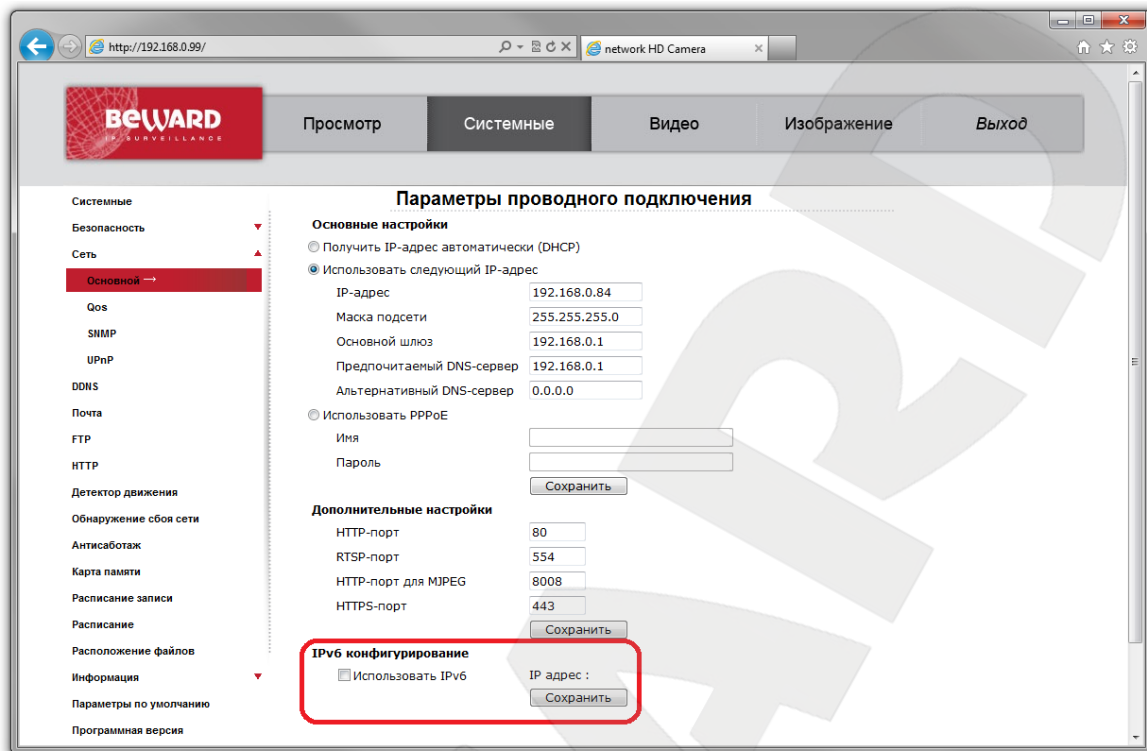 http://192.168.0.99/
network HD Camera
BEWARD
IP SURVEILLANCE
Просмотр
Системные
Видео
Изображение
Выход
Системные
Безопасность
Сеть
Основной →
Qos
SNMP
UPnP
DDNS
Почта
FTP
HTTP
Детектор движения
Обнаружение сбоя сети
Антисаботаж
Карта памяти
Расписание записи
Расписание
Расположение файлов
Информация
Параметры по умолчанию
Программная версия
Параметры проводного подключения
Основные настройки
Получить IP-адрес автоматически (DHCP)
Использовать следующий IP-адрес
IP-адрес 192.168.0.84
Маска подсети 255.255.255.0
Основной шлюз 192.168.0.1
Предпочитаемый DNS-сервер 192.168.0.1
Альтернативный DNS-сервер 0.0.0.0
Использовать PPPoE
Имя
Пароль
Сохранить
Дополнительные настройки
HTTP-порт 80
RTSP-порт 554
HTTP-порт для MJPEG 8008
HTTPS-порт 443
Сохранить
IPv6 конфигурирование
Использовать IPv6 IP адрес :
Сохранить